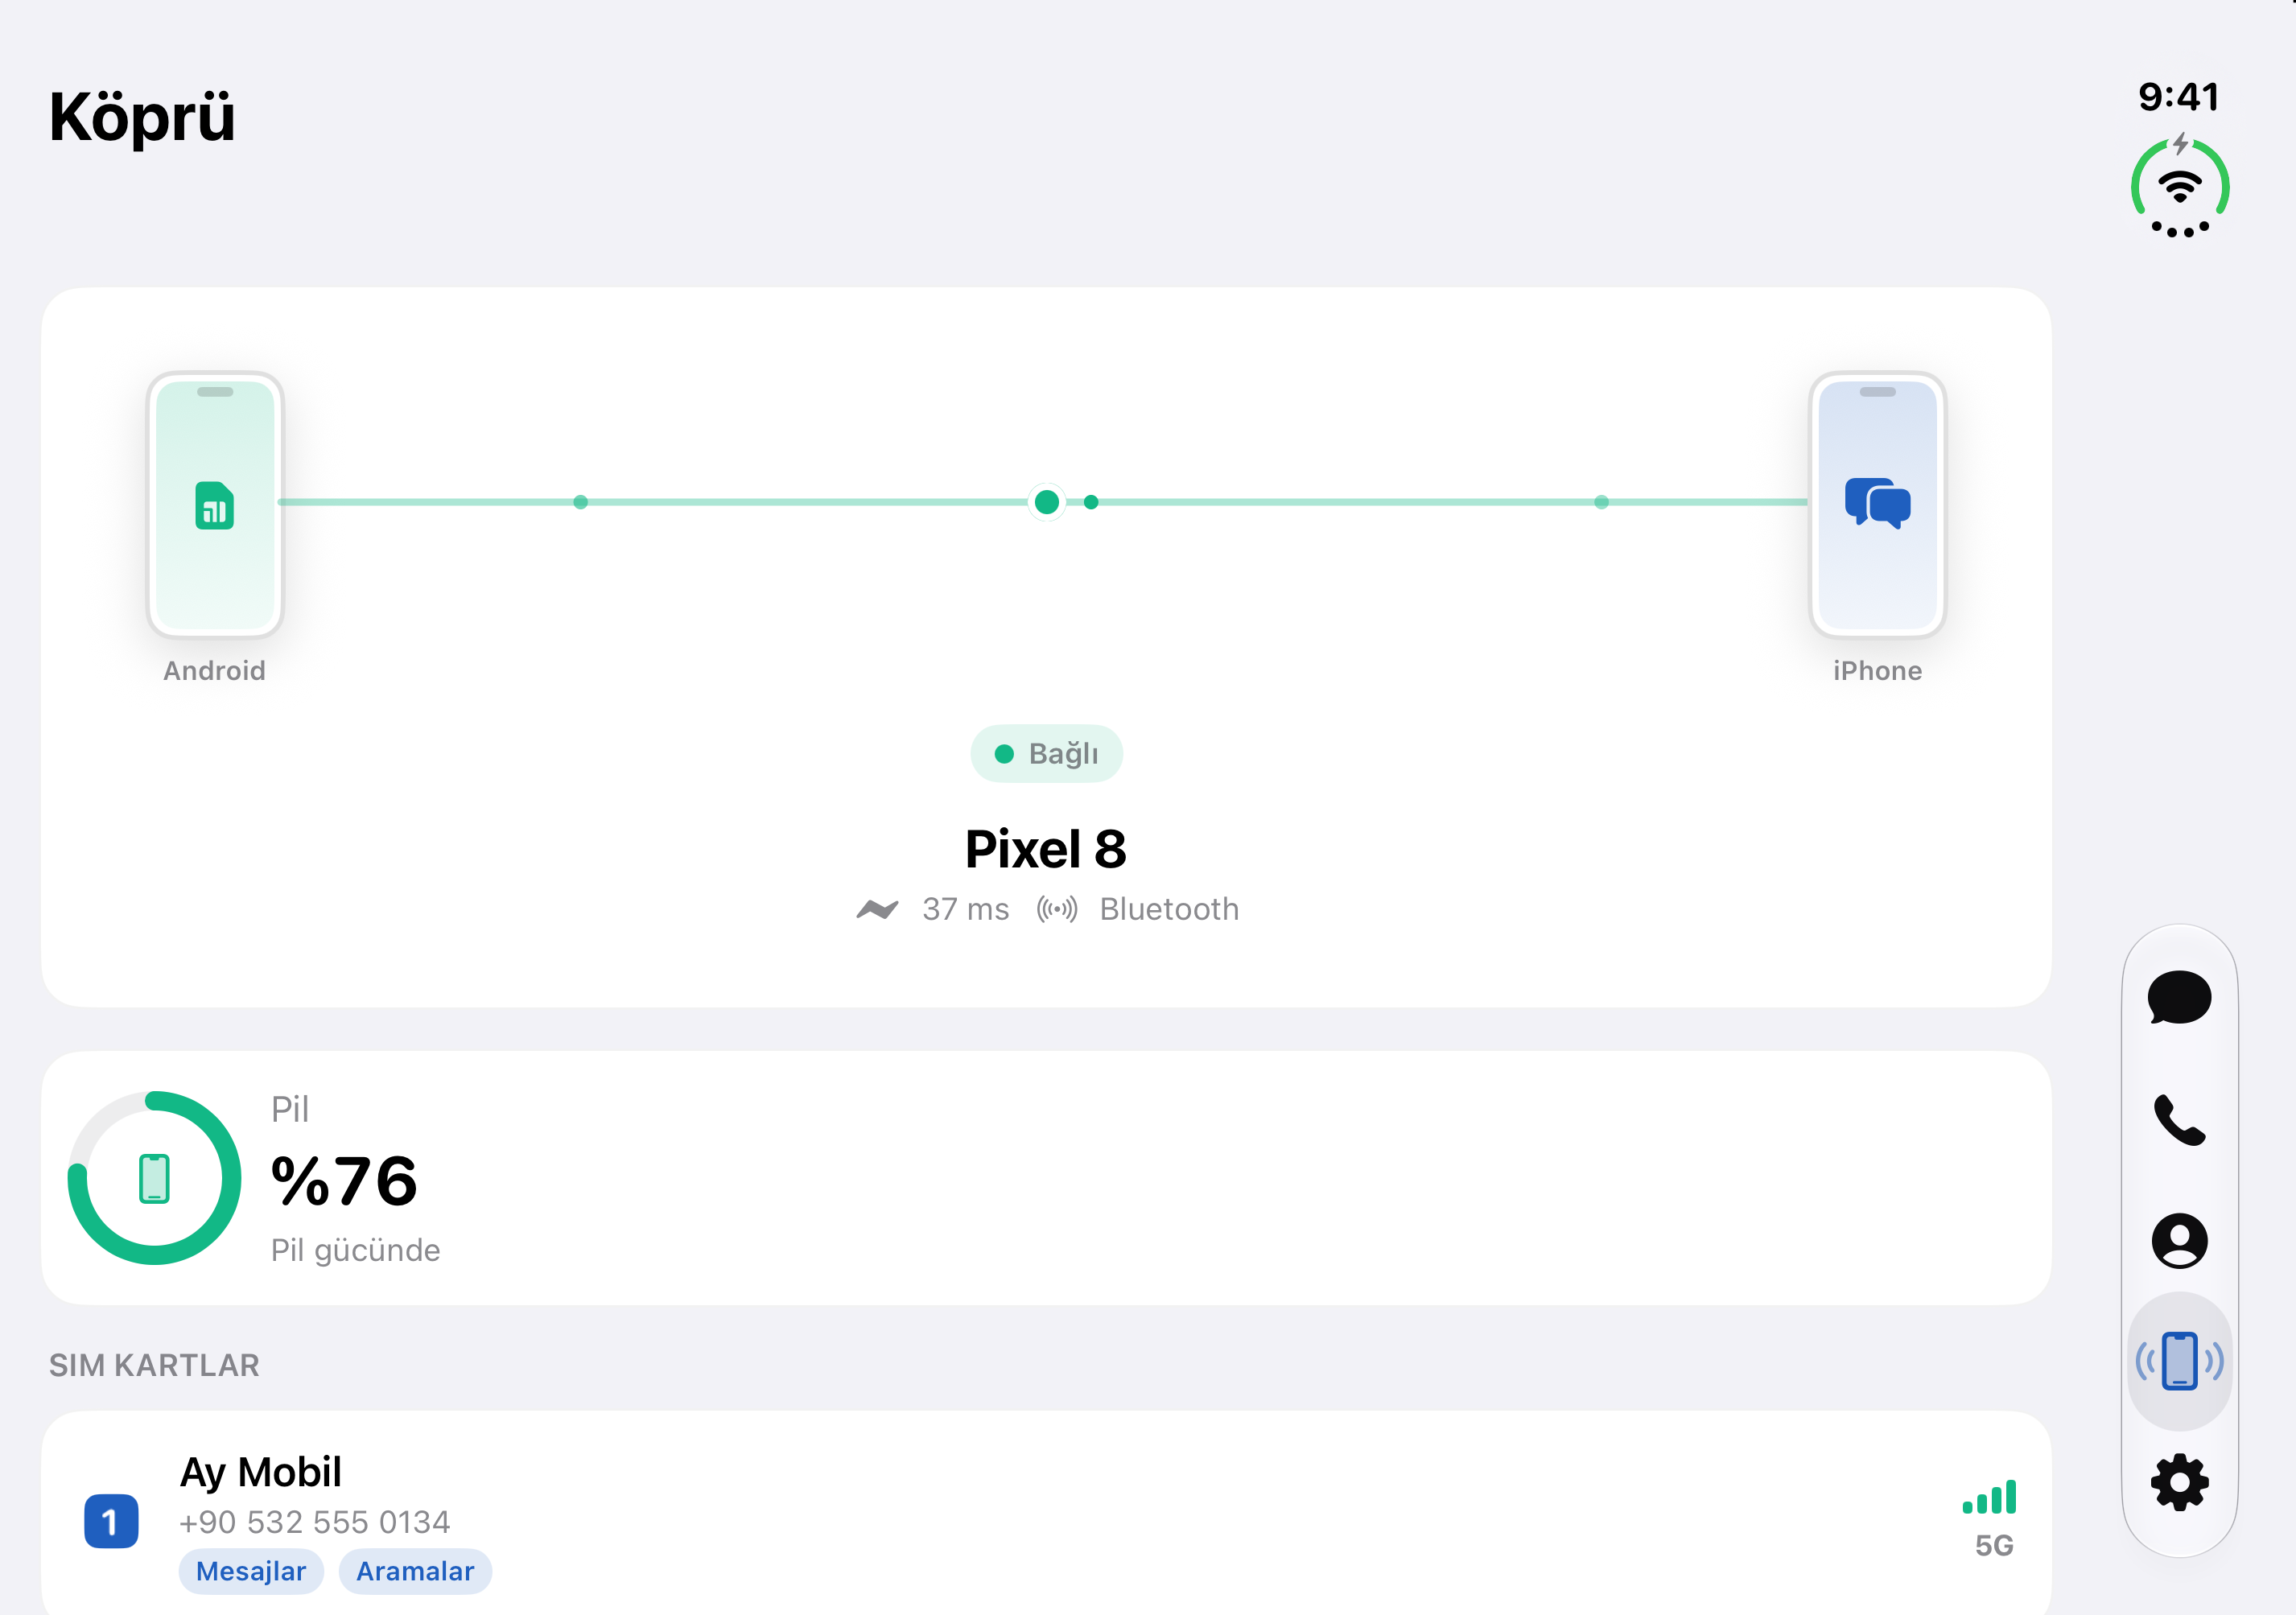 Köprü
9:41
Android
iPhone
Bağlı
Pixel 8
37 ms Bluetooth
Pil
%76
Pil gücünde
SIM KARTLAR
1
Ay Mobil
+90 532 555 0134
Mesajlar Aramalar
5G